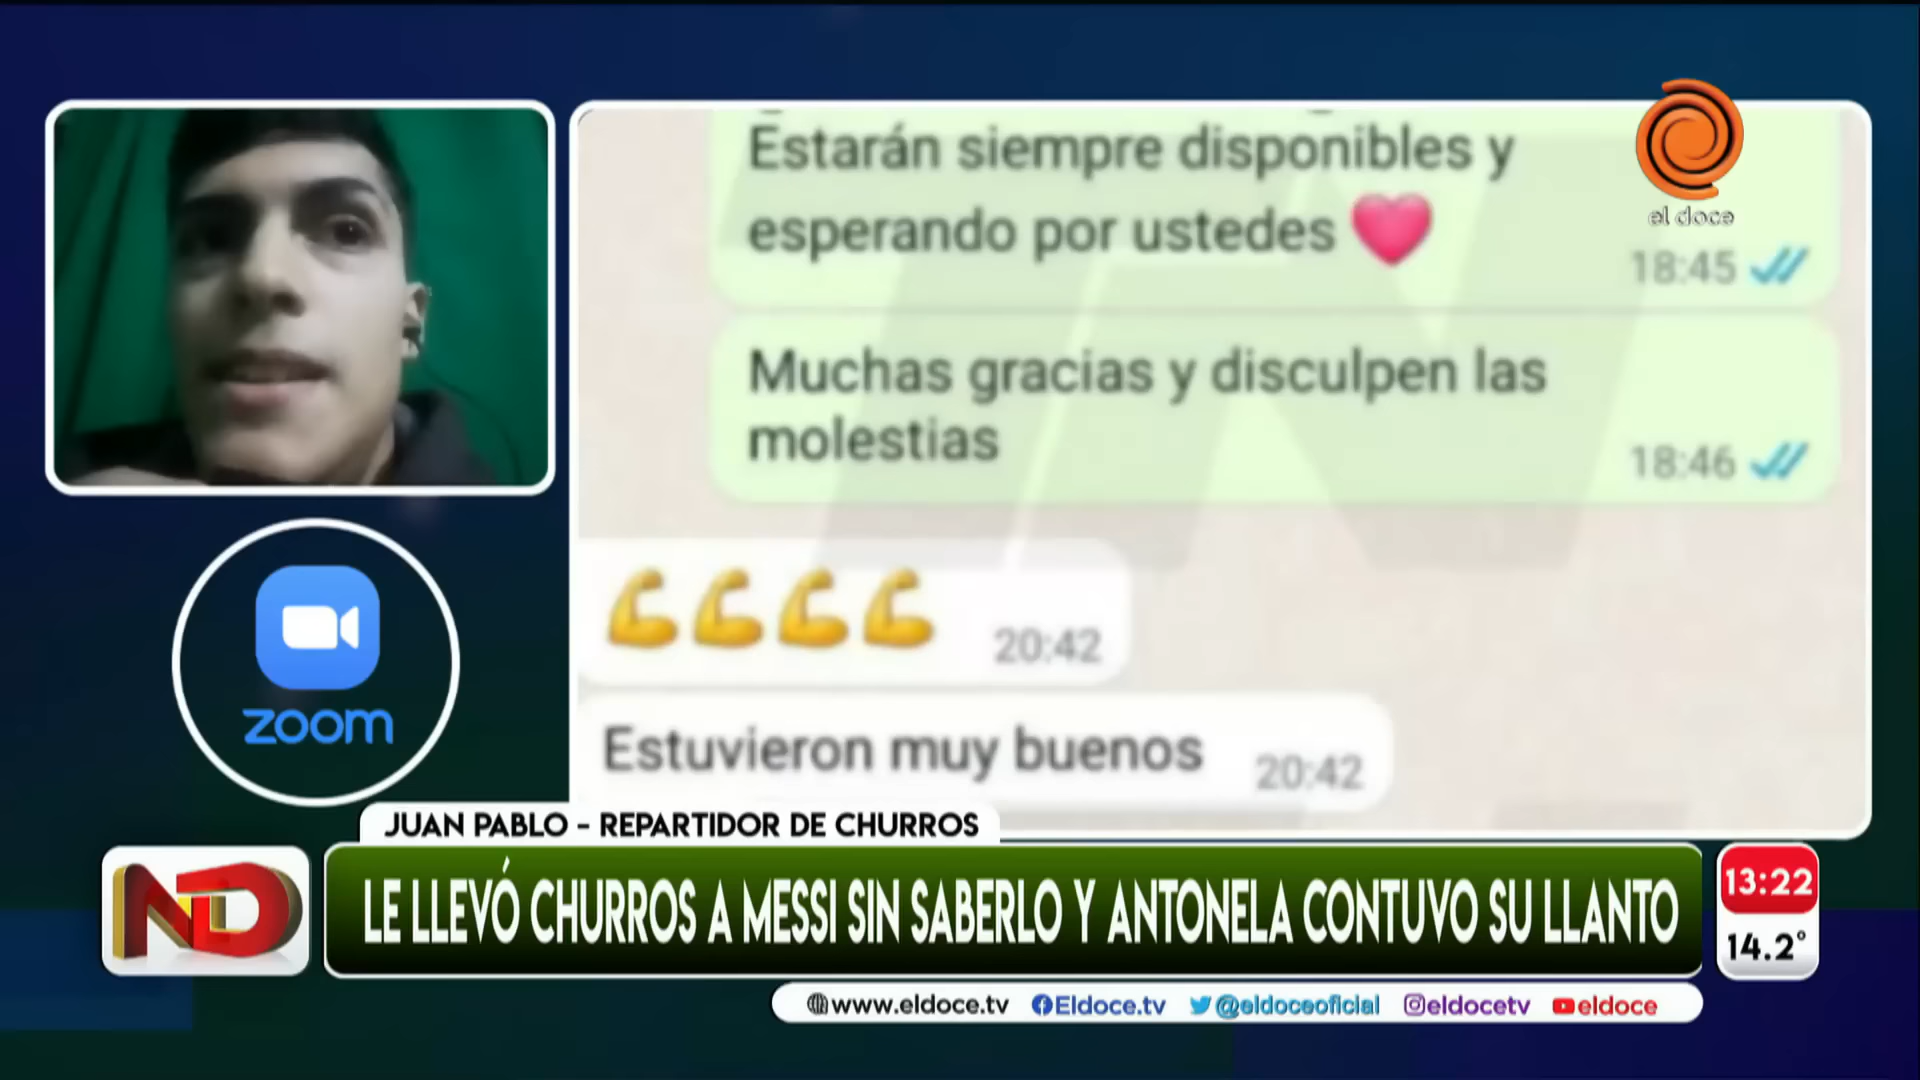 el doce
Estarán siempre disponibles y
esperando por ustedes
18:45
Muchas gracias y disculpen las
molestias
18:46
20:42
Estuvieron muy buenos
20:42
zoom
JUAN PABLO - REPARTIDOR DE CHURROS
ND
LE LLEVÓ CHURROS A MESSI SIN SABERLO Y ANTONELA CONTUVO SU LLANTO
13:22
14.2°
www.eldoce.tv Eldoce.tv @eldoceoficial eldocetv eldoce